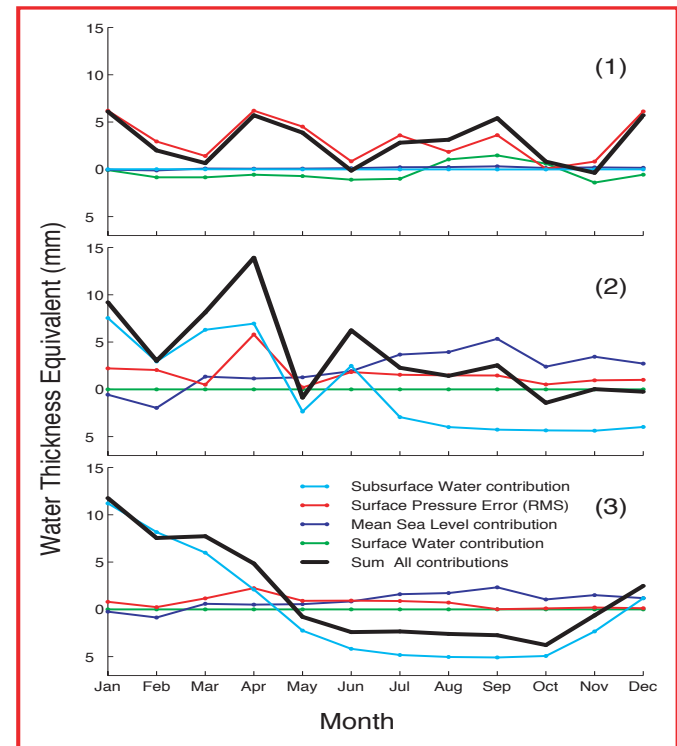 Water Thickness Equivalent (mm)
15
10
5
0
5
(1)
15
10
5
0
5
(2)
15
10
5
0
5
(3)
Subsurface Water contribution
Surface Pressure Error (RMS)
Mean Sea Level contribution
Surface Water contribution
Sum All contributions
Jan Feb Mar Apr May Jun Jul Aug Sep Oct Nov Dec
Month